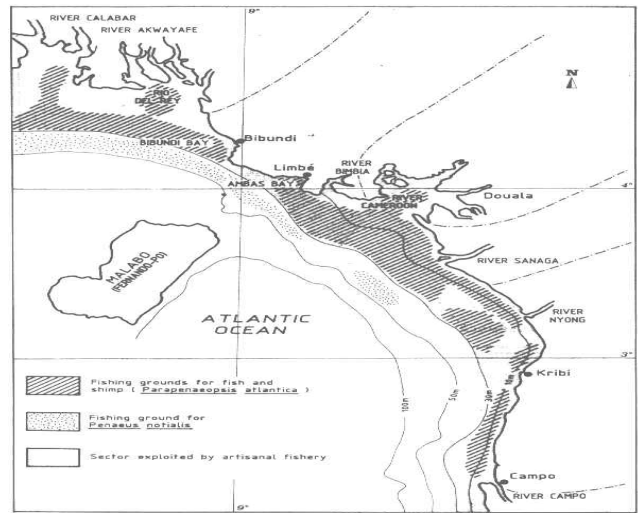 RIVER CALABAR
9°
RIVER AKWAYAFE
N
RIO
DEL REY
BIBUNDI BAY
Bibundi
Limbé
RIVER
BIMBIA
AMBAS BAY
RIVER
CAMEROON
Douala
4°
MALABO
(FERNANDO-PO)
RIVER SANAGA
ATLANTIC
OCEAN
RIVER
NYONG
3°
Kribi
100m
50m
30m
10m
Fishing grounds for fish and
shimp ( Parapenaeopsis atlantica )
Fishing ground for
Penaeus notialis
Sector exploited by artisanal fishery
Campo
RIVER CAMPO
9°